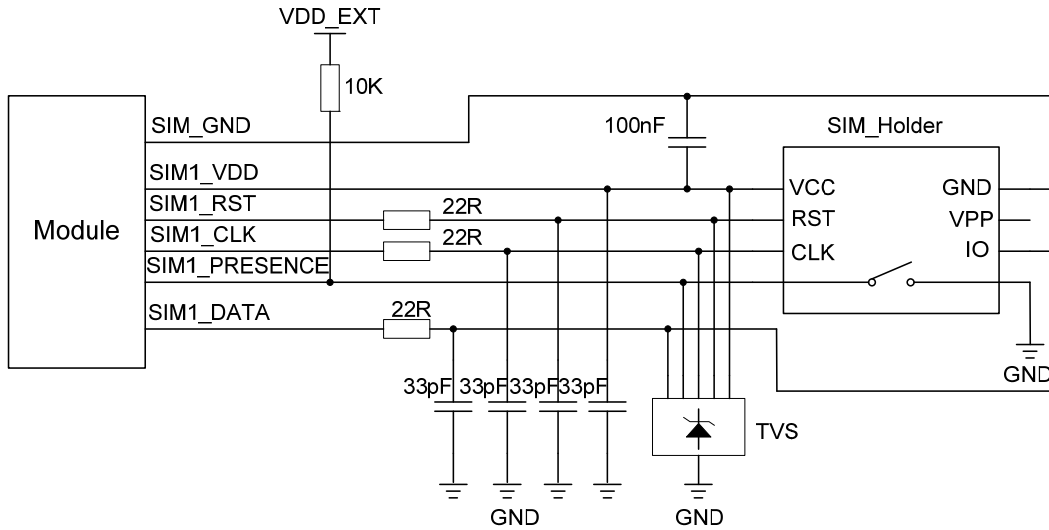 VDD_EXT
10K
SIM_GND
100nF
SIM_Holder
SIM1_VDD
VCC
GND
Module
SIM1_RST
22R
RST
VPP
SIM1_CLK
22R
CLK
IO
SIM1_PRESENCE
SIM1_DATA
22R
GND
33pF
33pF
33pF
33pF
TVS
GND
GND